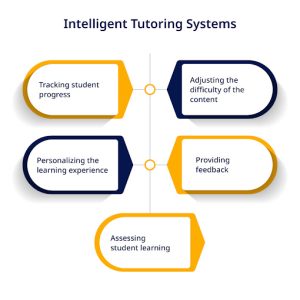 Intelligent Tutoring Systems
Tracking student
progress
Adjusting the
difficulty of the
content
Personalizing the
learning experience
Providing
feedback
Assessing
student learning